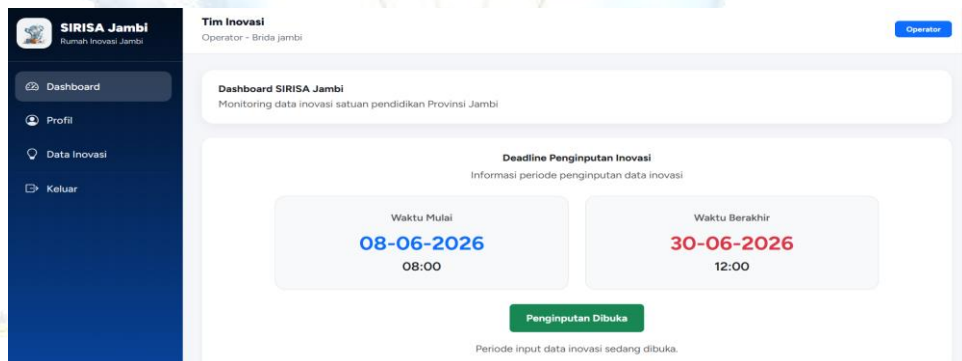 SIRISA Jambi
Rumah Inovasi Jambi
Dashboard
Profil
Data Inovasi
Keluar
Tim Inovasi
Operator - Brida jambi
Operator
Dashboard SIRISA Jambi
Monitoring data inovasi satuan pendidikan Provinsi Jambi
Deadline Penginputan Inovasi
Informasi periode penginputan data inovasi
Waktu Mulai
08-06-2026
08:00
Waktu Berakhir
30-06-2026
12:00
Penginputan Dibuka
Periode input data inovasi sedang dibuka.